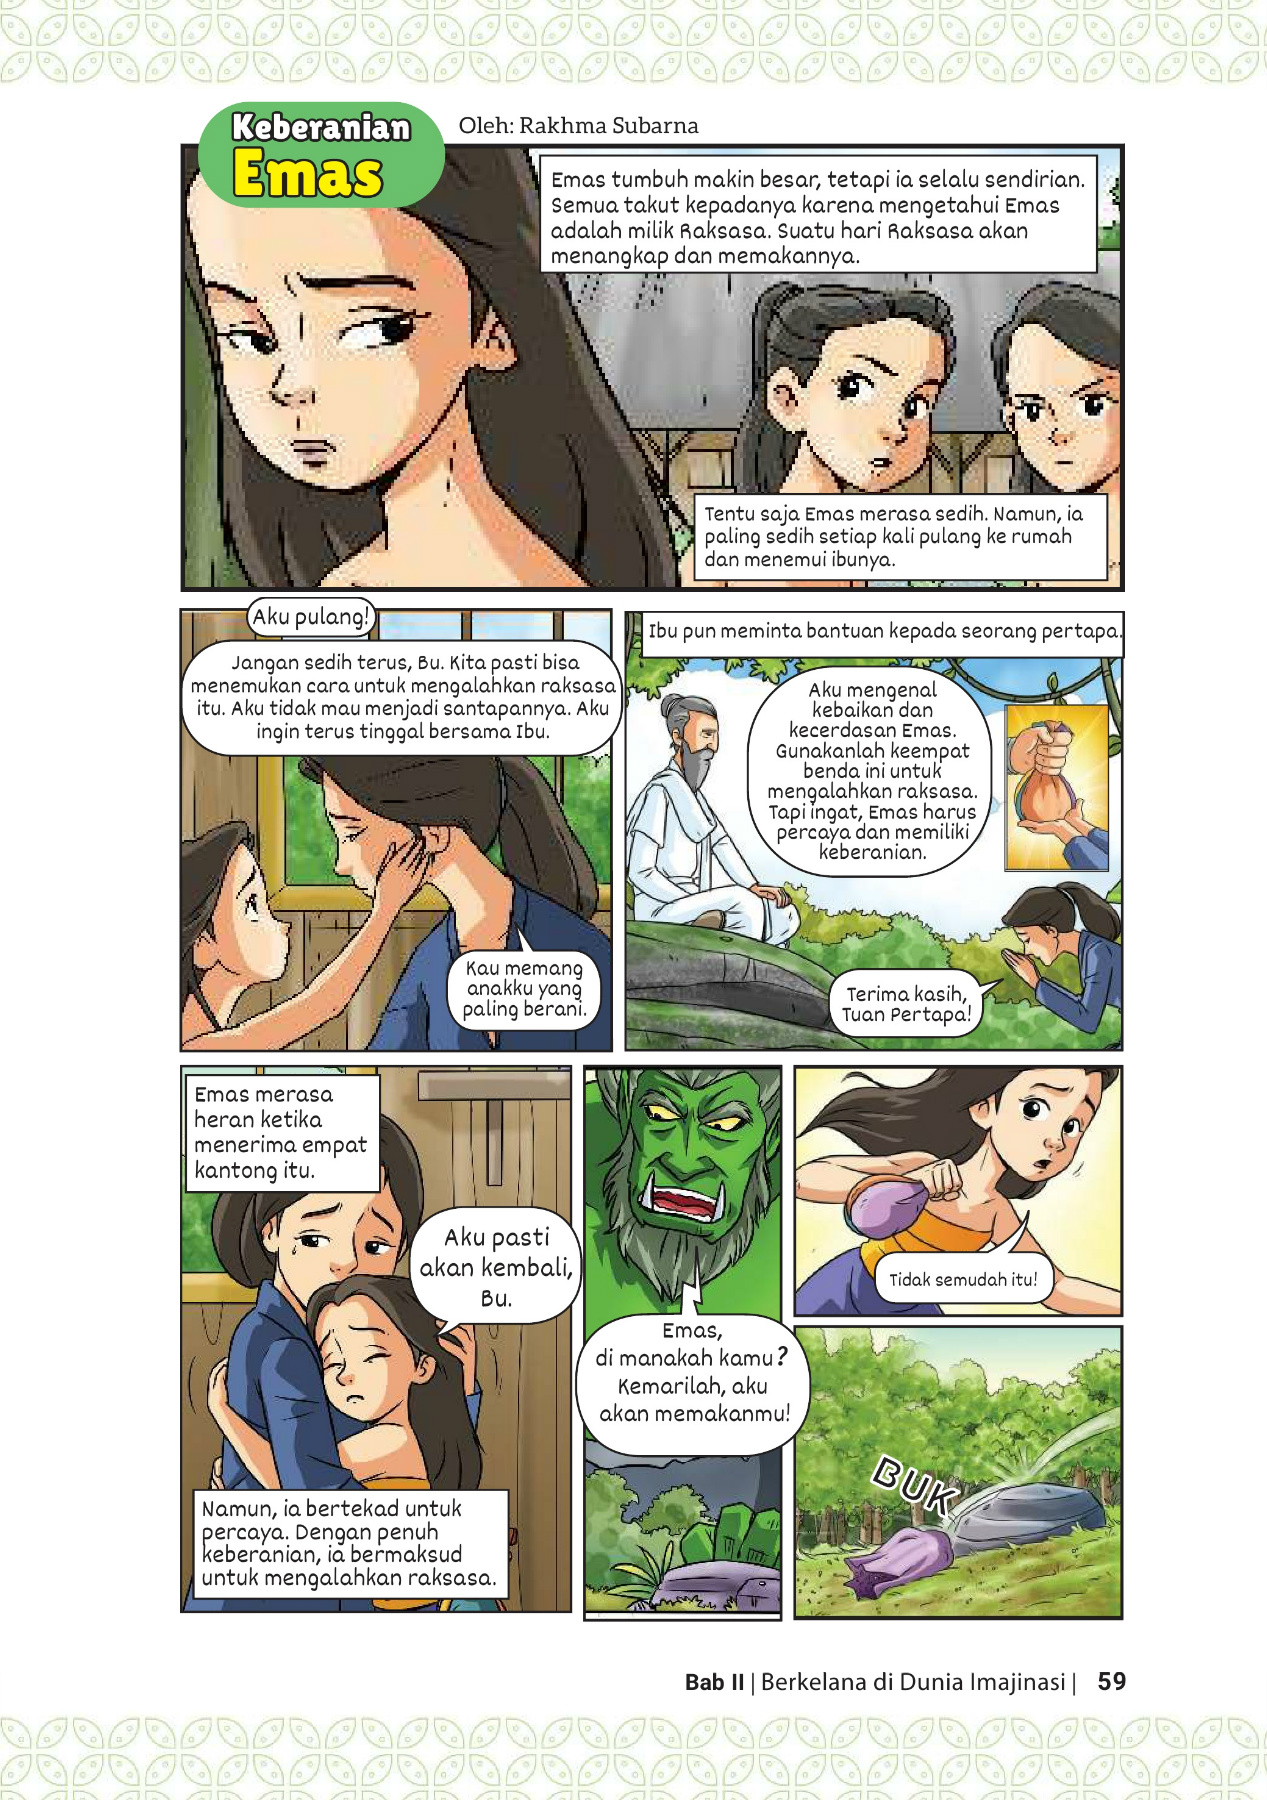 Keberanian
Emas
Oleh: Rakhma Subarna
Emas tumbuh makin besar, tetapi ia selalu sendirian.
Semua takut kepadanya karena mengetahui Emas
adalah milik Raksasa. Suatu hari Raksasa akan
menangkap dan memakannya.
Tentu saja Emas merasa sedih. Namun, ia
paling sedih setiap kali pulang ke rumah
dan menemui ibunya.
Aku pulang!
Jangan sedih terus, Bu. Kita pasti bisa
menemukan cara untuk mengalahkan raksasa
itu. Aku tidak mau menjadi santapannya. Aku
ingin terus tinggal bersama Ibu.
Kau memang
anakku yang
paling berani.
Ibu pun meminta bantuan kepada seorang pertapa.
Aku mengenal
kebaikan dan
kecerdasan Emas.
Gunakanlah keempat
benda ini untuk
mengalahkan raksasa.
Tapi ingat, Emas harus
percaya dan memiliki
keberanian.
Terima kasih,
Tuan Pertapa!
Emas merasa
heran ketika
menerima empat
kantong itu.
Aku pasti
akan kembali,
Bu.
Namun, ia bertekad untuk
percaya. Dengan penuh
keberanian, ia bermaksud
untuk mengalahkan raksasa.
Emas,
di manakah kamu?
Kemarilah, aku
akan memakanmu!
Tidak semudah itu!
BUK
Bab II | Berkelana di Dunia Imajinasi | 59